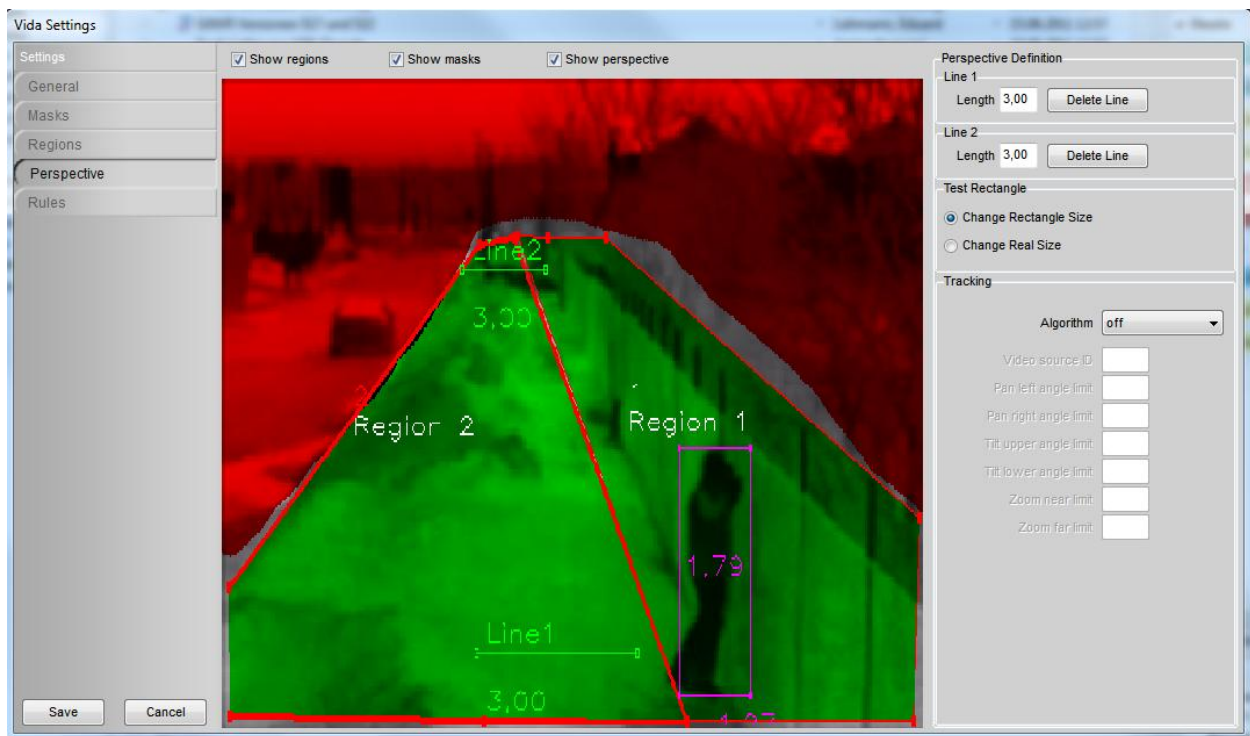 Vida Settings
Settings
General
Masks
Regions
Perspective
Rules
Save
Cancel
Show regions
Show masks
Show perspective
Line2
3,00
Regior 2
Region 1
1,79
Line1
3,00
Perspective Definition
Line 1
Length 3,00 Delete Line
Line 2
Length 3,00 Delete Line
Test Rectangle
Change Rectangle Size
Change Real Size
Tracking
Algorithm off
Video source ID
Pan left angle limit
Pan right angle limit
Tilt upper angle limit
Tilt lower angle limit
Zoom near limit
Zoom far limit